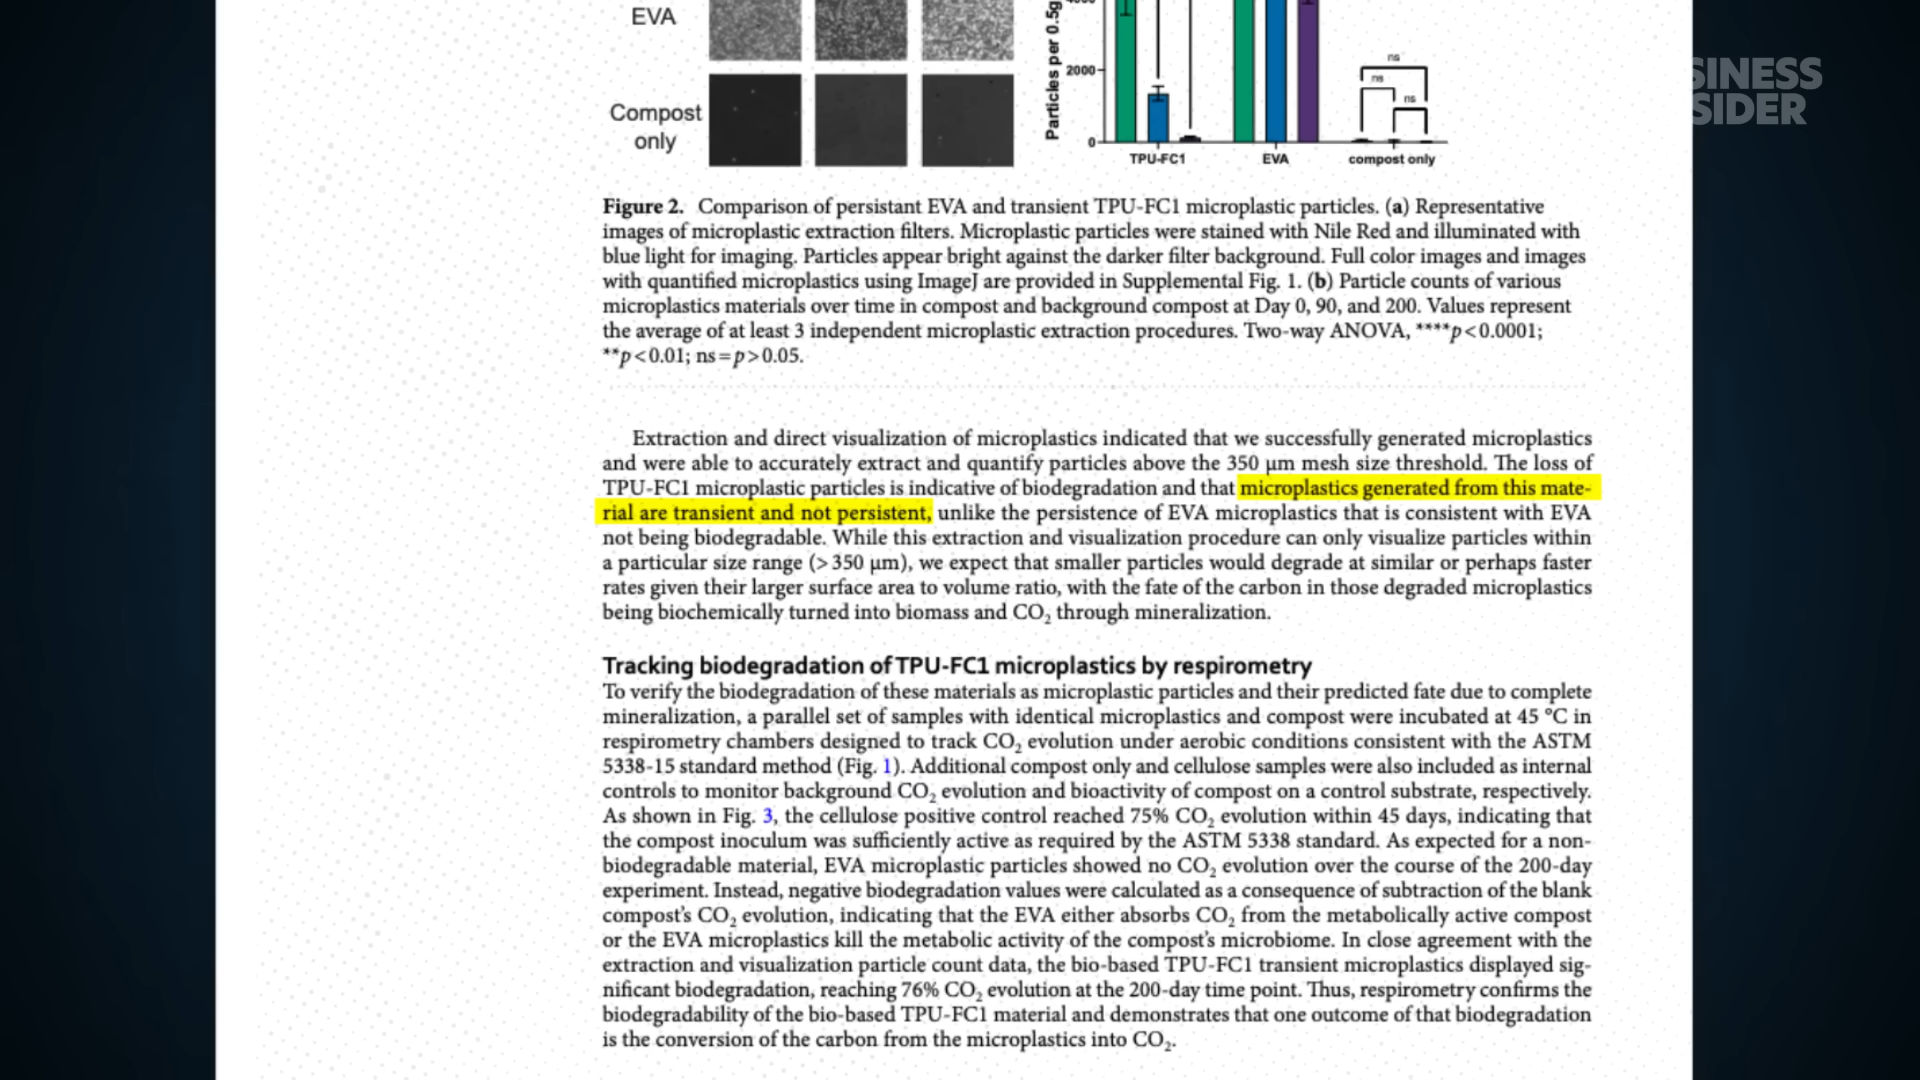 EVA
Compost
only
Particles per 0.5g
2000
0
TPU-FC1
EVA
compost only
ns
ns
ns
SINESS
SIDER
Figure 2. Comparison of persistant EVA and transient TPU-FC1 microplastic particles. (a) Representative
images of microplastic extraction filters. Microplastic particles were stained with Nile Red and illuminated with
blue light for imaging. Particles appear bright against the darker filter background. Full color images and images
with quantified microplastics using ImageJ are provided in Supplemental Fig. 1. (b) Particle counts of various
microplastics materials over time in compost and background compost at Day 0, 90, and 200. Values represent
the average of at least 3 independent microplastic extraction procedures. Two-way ANOVA, ****p<0.0001;
**p<0.01; ns=p>0.05.
Extraction and direct visualization of microplastics indicated that we successfully generated microplastics
and were able to accurately extract and quantify particles above the 350 μm mesh size threshold. The loss of
TPU-FC1 microplastic particles is indicative of biodegradation and that microplastics generated from this mate-
rial are transient and not persistent, unlike the persistence of EVA microplastics that is consistent with EVA
not being biodegradable. While this extraction and visualization procedure can only visualize particles within
a particular size range (>350 μm), we expect that smaller particles would degrade at similar or perhaps faster
rates given their larger surface area to volume ratio, with the fate of the carbon in those degraded microplastics
being biochemically turned into biomass and CO₂ through mineralization.
Tracking biodegradation of TPU-FC1 microplastics by respirometry
To verify the biodegradation of these materials as microplastic particles and their predicted fate due to complete
mineralization, a parallel set of samples with identical microplastics and compost were incubated at 45 °C in
respirometry chambers designed to track CO₂ evolution under aerobic conditions consistent with the ASTM
5338-15 standard method (Fig. 1). Additional compost only and cellulose samples were also included as internal
controls to monitor background CO₂ evolution and bioactivity of compost on a control substrate, respectively.
As shown in Fig. 3, the cellulose positive control reached 75% CO₂ evolution within 45 days, indicating that
the compost inoculum was sufficiently active as required by the ASTM 5338 standard. As expected for a non-
biodegradable material, EVA microplastic particles showed no CO₂ evolution over the course of the 200-day
experiment. Instead, negative biodegradation values were calculated as a consequence of subtraction of the blank
compost's CO₂ evolution, indicating that the EVA either absorbs CO₂ from the metabolically active compost
or the EVA microplastics kill the metabolic activity of the compost's microbiome. In close agreement with the
extraction and visualization particle count data, the bio-based TPU-FC1 transient microplastics displayed sig-
nificant biodegradation, reaching 76% CO₂ evolution at the 200-day time point. Thus, respirometry confirms the
biodegradability of the bio-based TPU-FC1 material and demonstrates that one outcome of that biodegradation
is the conversion of the carbon from the microplastics into CO₂.